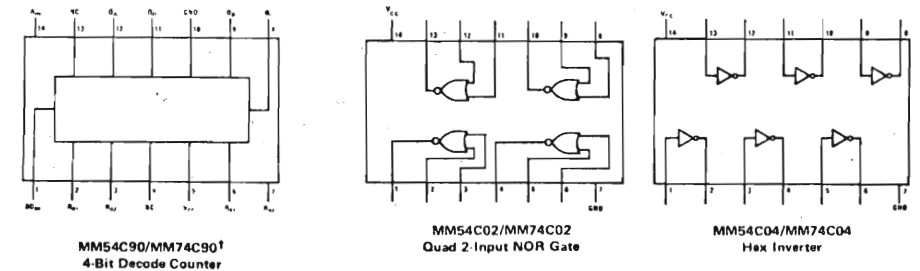 NC GND
14 13 12 11 10 9 8
1 2 3 4 5 6 7
NC
MM54C90/MM74C90†
4-Bit Decode Counter
VCC
14 13 12 11 10 9 8
1 2 3 4 5 6 7
GND
MM54C02/MM74C02
Quad 2-Input NOR Gate
VCC
14 13 12 11 10 9 8
1 2 3 4 5 6 7
GND
MM54C04/MM74C04
Hex Inverter